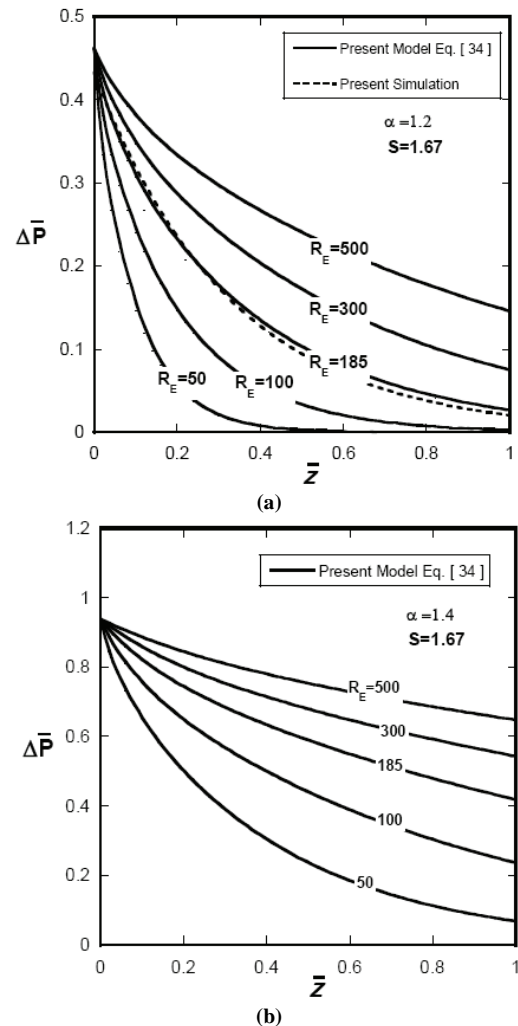 0.5
Present Model Eq. [ 34 ]
Present Simulation
0.4
α =1.2
S=1.67
0.3
ΔP̄
R_E=500
0.2
R_E=300
0.1
R_E=185
R_E=50
R_E=100
0
0 0.2 0.4 0.6 0.8 1
z̄
(a)
1.2
Present Model Eq. [ 34 ]
1
α =1.4
S=1.67
0.8
R_E=500
ΔP̄
300
0.6
185
0.4
100
0.2
50
0
0 0.2 0.4 0.6 0.8 1
z̄
(b)